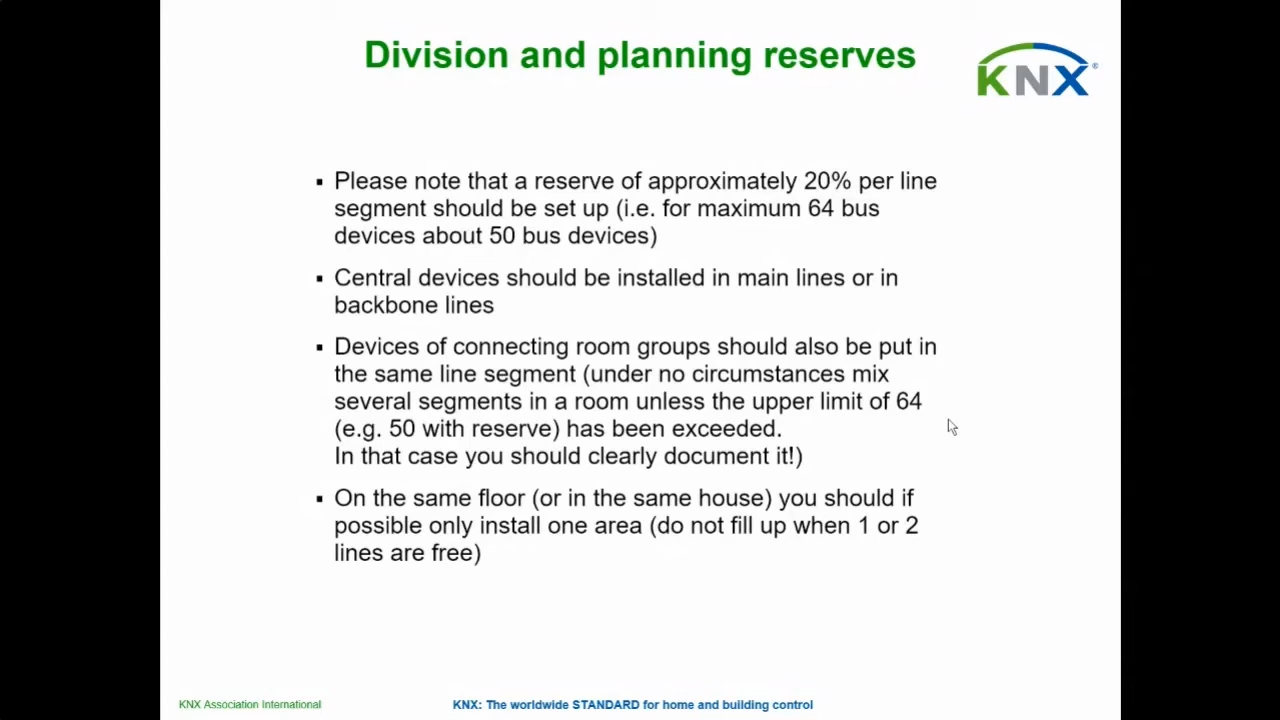 Division and planning reserves
KNX®
▪ Please note that a reserve of approximately 20% per line
segment should be set up (i.e. for maximum 64 bus
devices about 50 bus devices)
▪ Central devices should be installed in main lines or in
backbone lines
▪ Devices of connecting room groups should also be put in
the same line segment (under no circumstances mix
several segments in a room unless the upper limit of 64
(e.g. 50 with reserve) has been exceeded.
In that case you should clearly document it!)
▪ On the same floor (or in the same house) you should if
possible only install one area (do not fill up when 1 or 2
lines are free)
KNX Association International
KNX: The worldwide STANDARD for home and building control